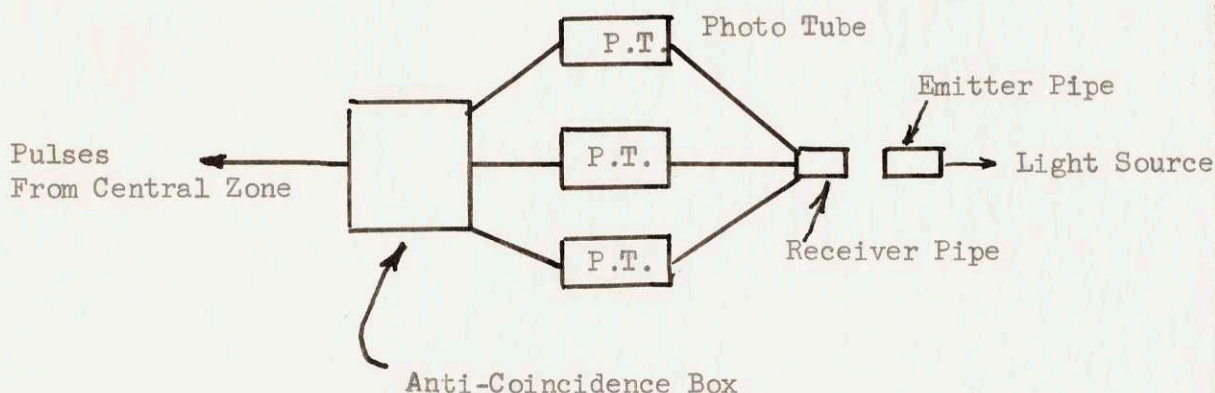 P.T.
Photo Tube
Emitter Pipe
Pulses
From Central Zone
P.T.
Light Source
Receiver Pipe
P.T.
Anti-Coincidence Box